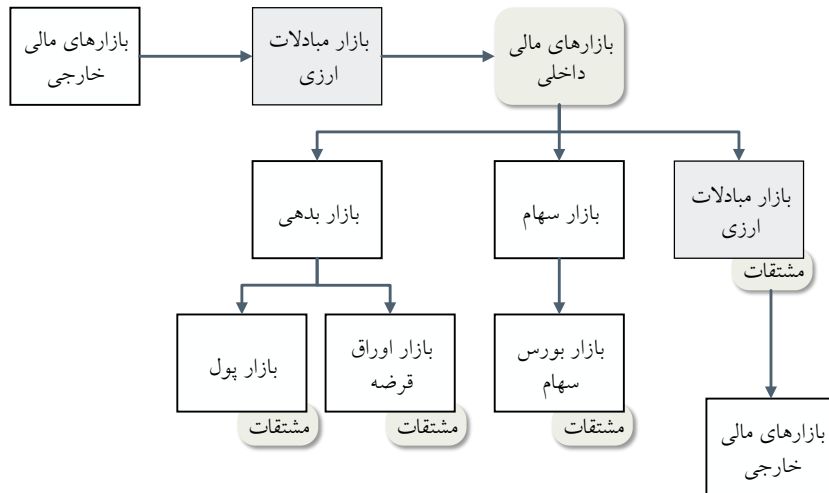 بازارهای مالی
داخلی
بازار مبادلات
ارزی
بازارهای مالی
خارجی
بازار مبادلات
ارزی
مشتقات
بازار سهام
بازار بدهی
بازار بورس
سهام
مشتقات
بازار اوراق
قرضه
مشتقات
بازار پول
مشتقات
بازارهای مالی
خارجی